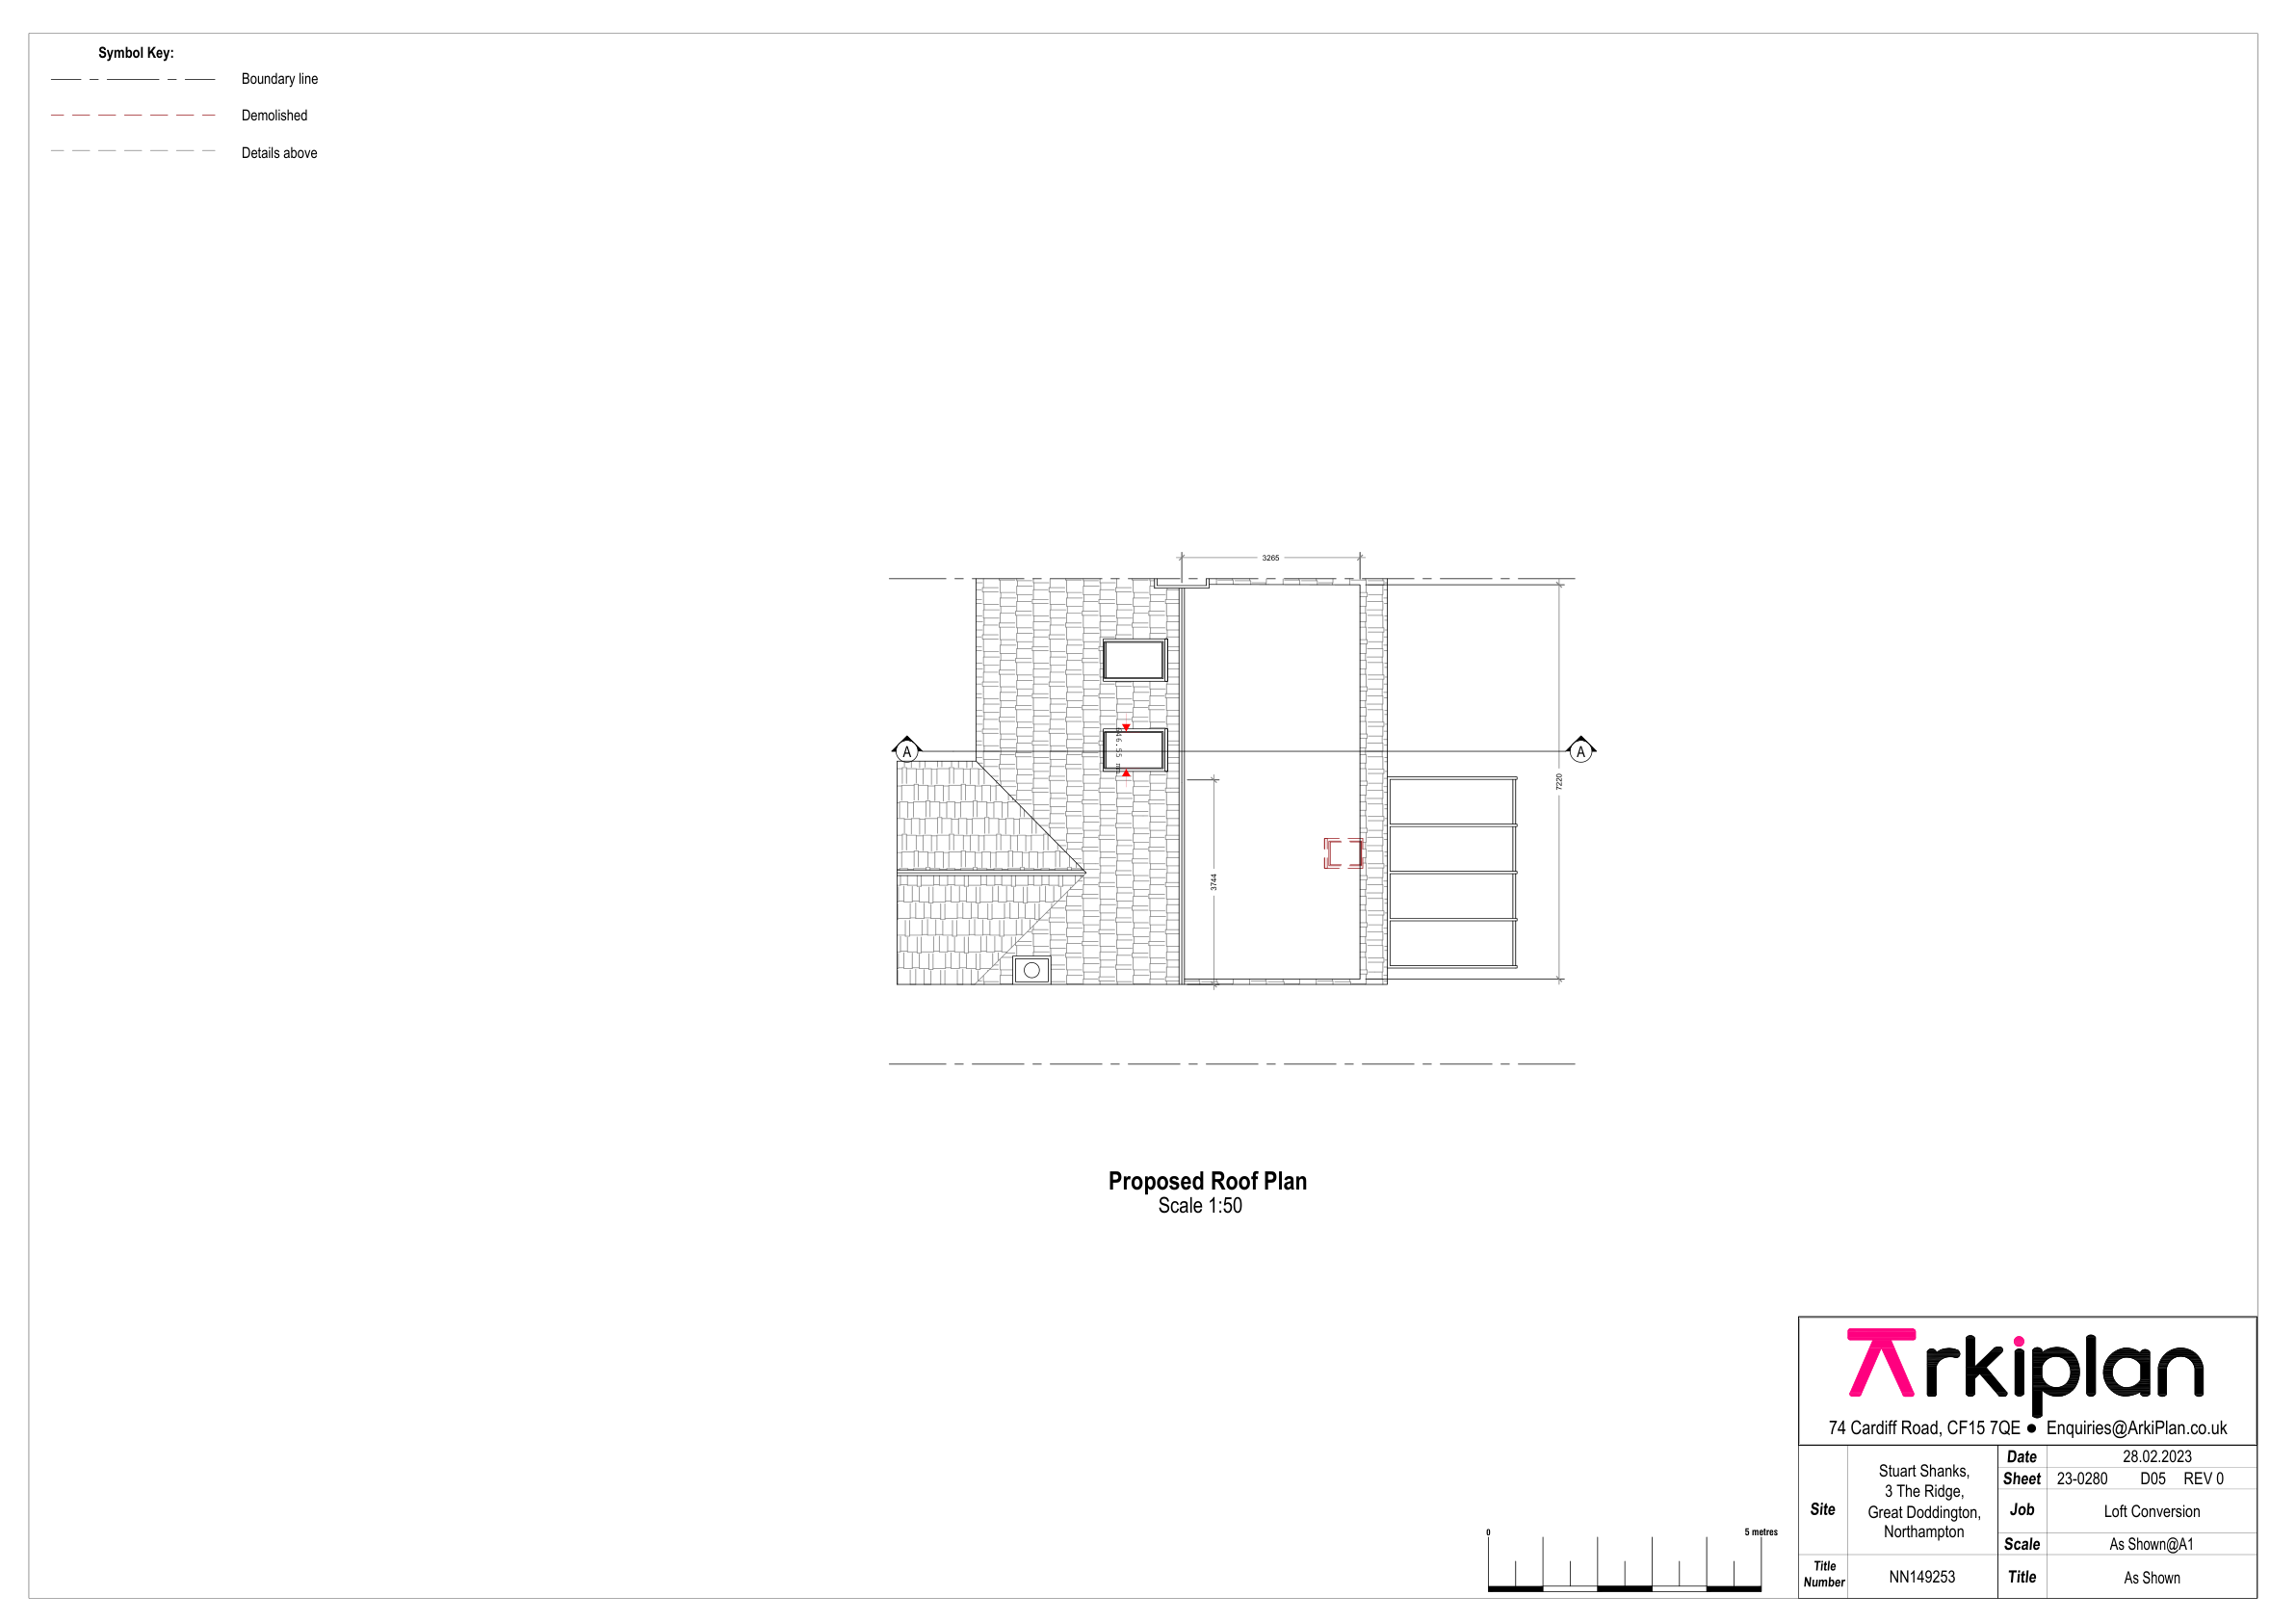 Symbol Key:
Boundary line
Demolished
Details above
3265
A
A
7220
3744
Proposed Roof Plan
Scale 1:50
0
5 metres
Arkiplan
74 Cardiff Road, CF15 7QE ● Enquiries@ArkiPlan.co.uk
Site
Stuart Shanks,
3 The Ridge,
Great Doddington,
Northampton
Date
28.02.2023
Sheet
23-0280 D05 REV 0
Job
Loft Conversion
Scale
As Shown@A1
Title
Number
NN149253
Title
As Shown